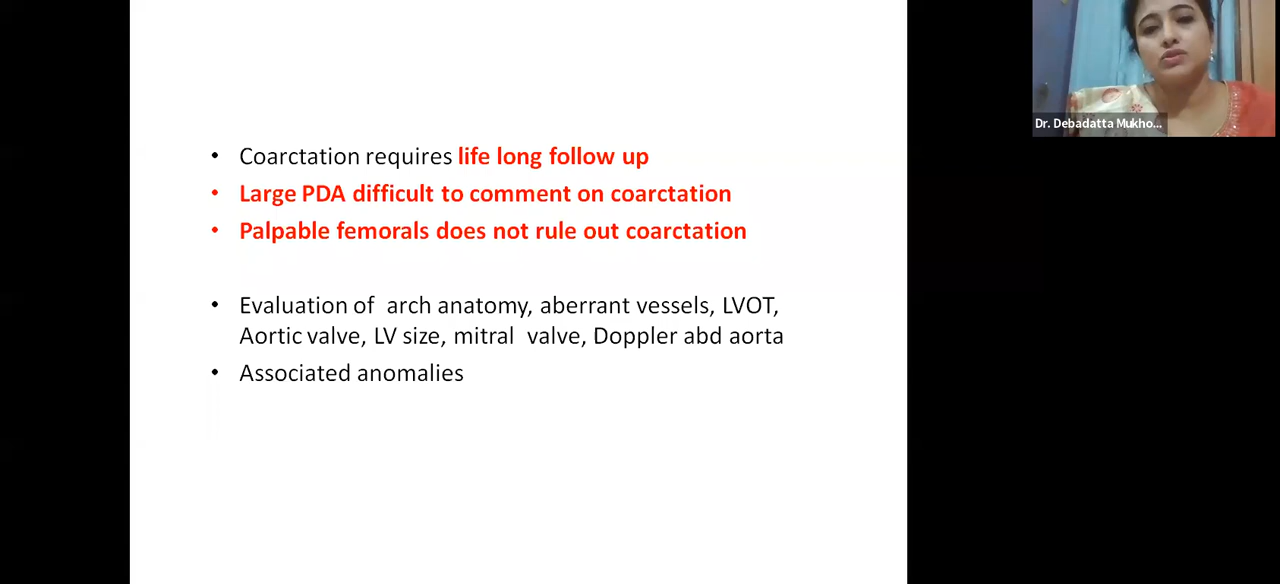 Dr. Debadatta Mukho...
• Coarctation requires life long follow up
• Large PDA difficult to comment on coarctation
• Palpable femorals does not rule out coarctation
• Evaluation of arch anatomy, aberrant vessels, LVOT,
Aortic valve, LV size, mitral valve, Doppler abd aorta
• Associated anomalies